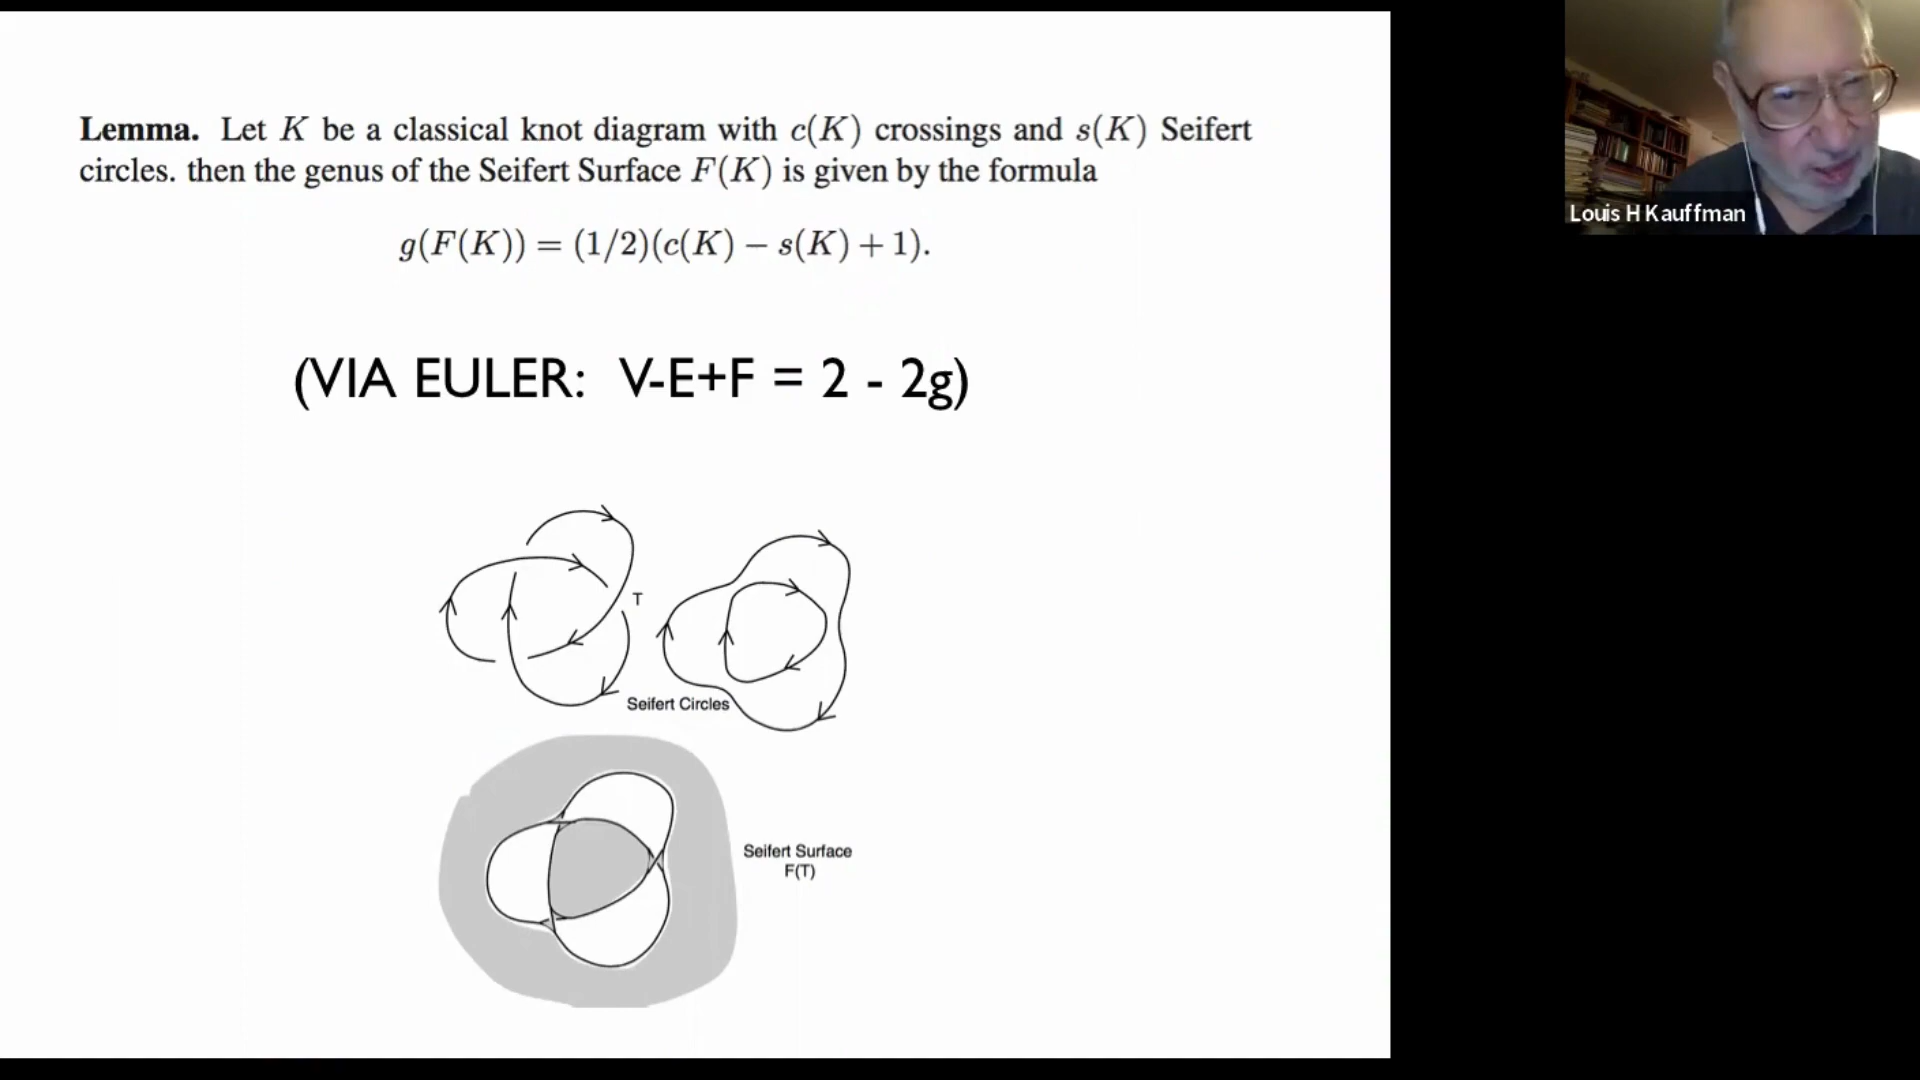 Lemma. Let K be a classical knot diagram with c(K) crossings and s(K) Seifert
circles. then the genus of the Seifert Surface F(K) is given by the formula
g(F(K)) = (1/2)(c(K) − s(K) + 1).
(VIA EULER: V-E+F = 2 - 2g)
T
Seifert Circles
Seifert Surface
F(T)
Louis H Kauffman